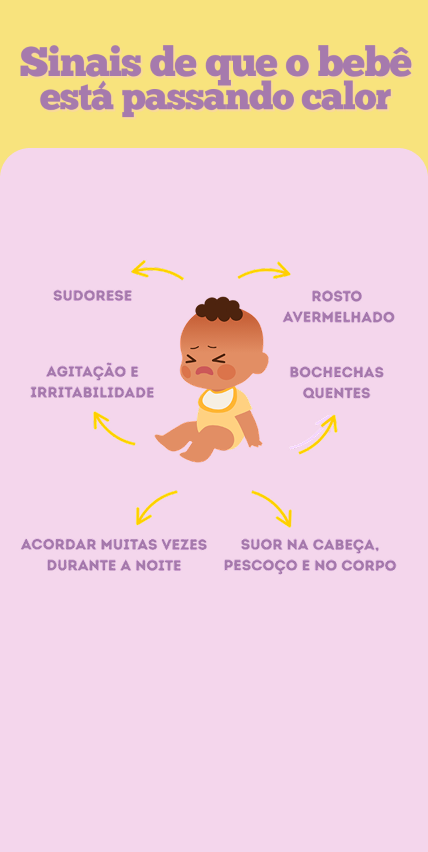 Sinais de que o bebê
está passando calor
SUDORESE
ROSTO
AVERMELHADO
AGITAÇÃO E
IRRITABILIDADE
BOCHECHAS
QUENTES
ACORDAR MUITAS VEZES
DURANTE A NOITE
SUOR NA CABEÇA,
PESCOÇO E NO CORPO